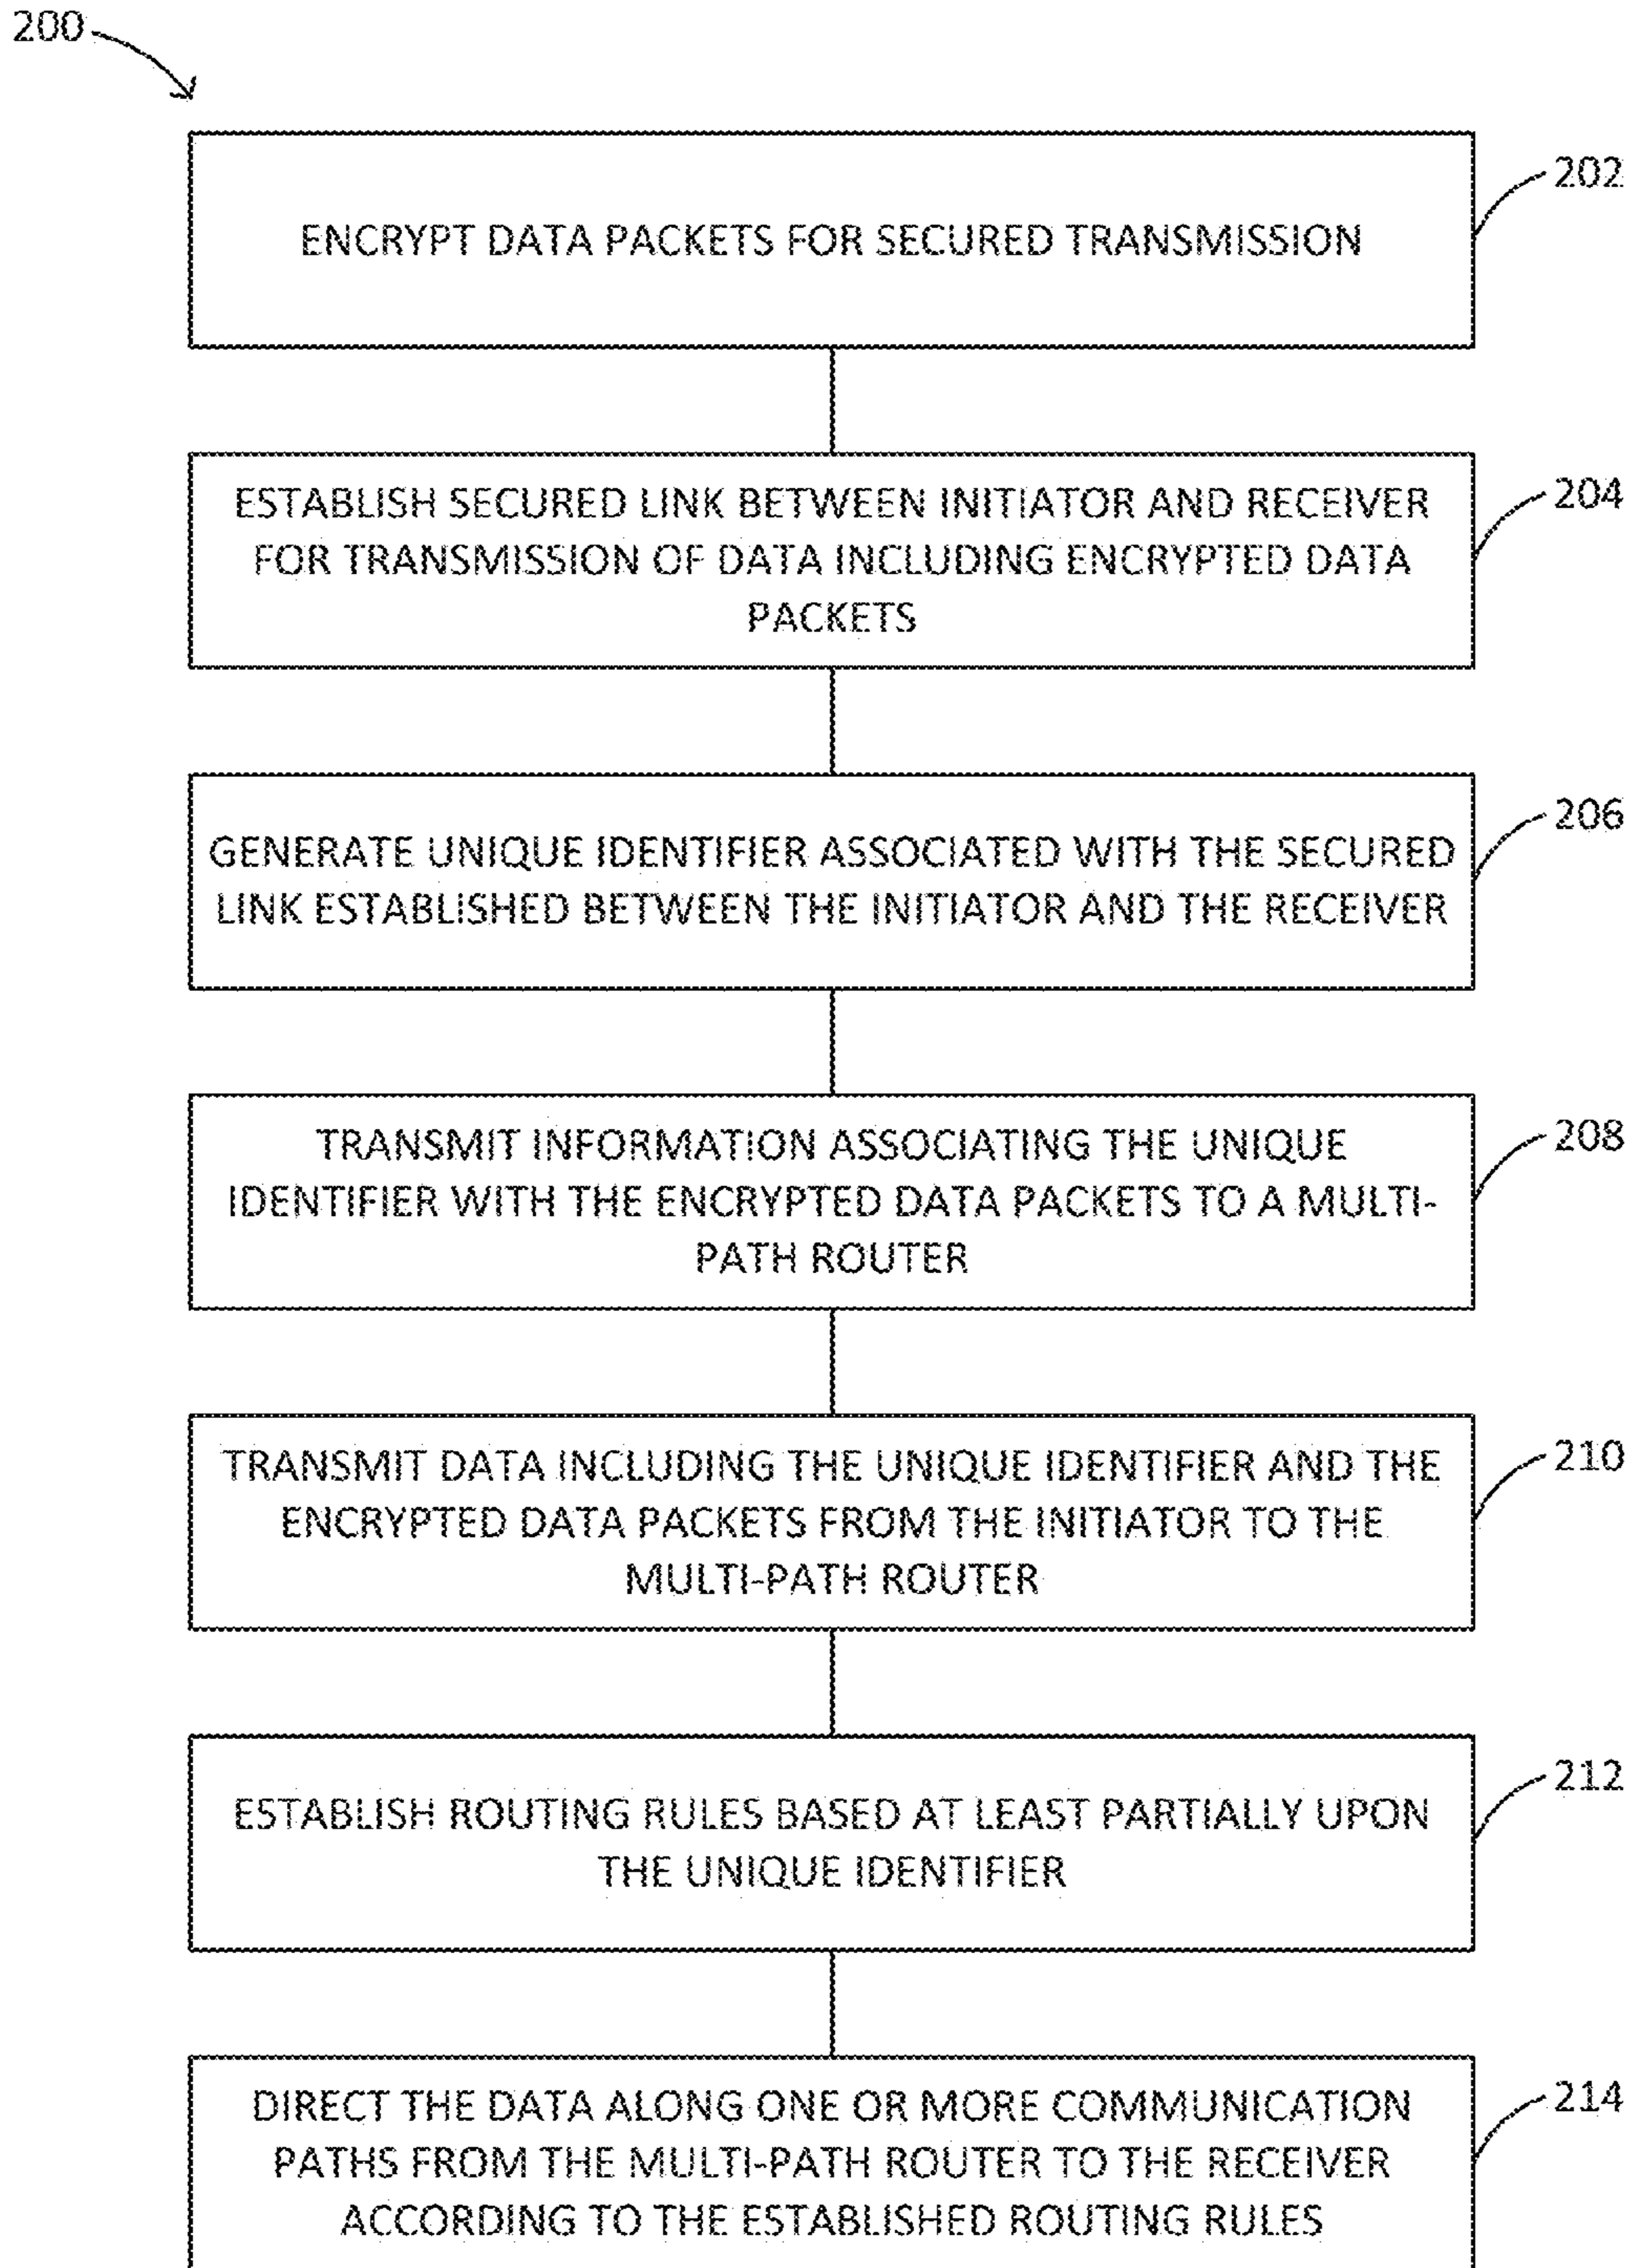 200
202
ENCRYPT DATA PACKETS FOR SECURED TRANSMISSION
204
ESTABLISH SECURED LINK BETWEEN INITIATOR AND RECEIVER
FOR TRANSMISSION OF DATA INCLUDING ENCRYPTED DATA
PACKETS
206
GENERATE UNIQUE IDENTIFIER ASSOCIATED WITH THE SECURED
LINK ESTABLISHED BETWEEN THE INITIATOR AND THE RECEIVER
208
TRANSMIT INFORMATION ASSOCIATING THE UNIQUE
IDENTIFIER WITH THE ENCRYPTED DATA PACKETS TO A MULTI-
PATH ROUTER
210
TRANSMIT DATA INCLUDING THE UNIQUE IDENTIFIER AND THE
ENCRYPTED DATA PACKETS FROM THE INITIATOR TO THE
MULTI-PATH ROUTER
212
ESTABLISH ROUTING RULES BASED AT LEAST PARTIALLY UPON
THE UNIQUE IDENTIFIER
214
DIRECT THE DATA ALONG ONE OR MORE COMMUNICATION
PATHS FROM THE MULTI-PATH ROUTER TO THE RECEIVER
ACCORDING TO THE ESTABLISHED ROUTING RULES